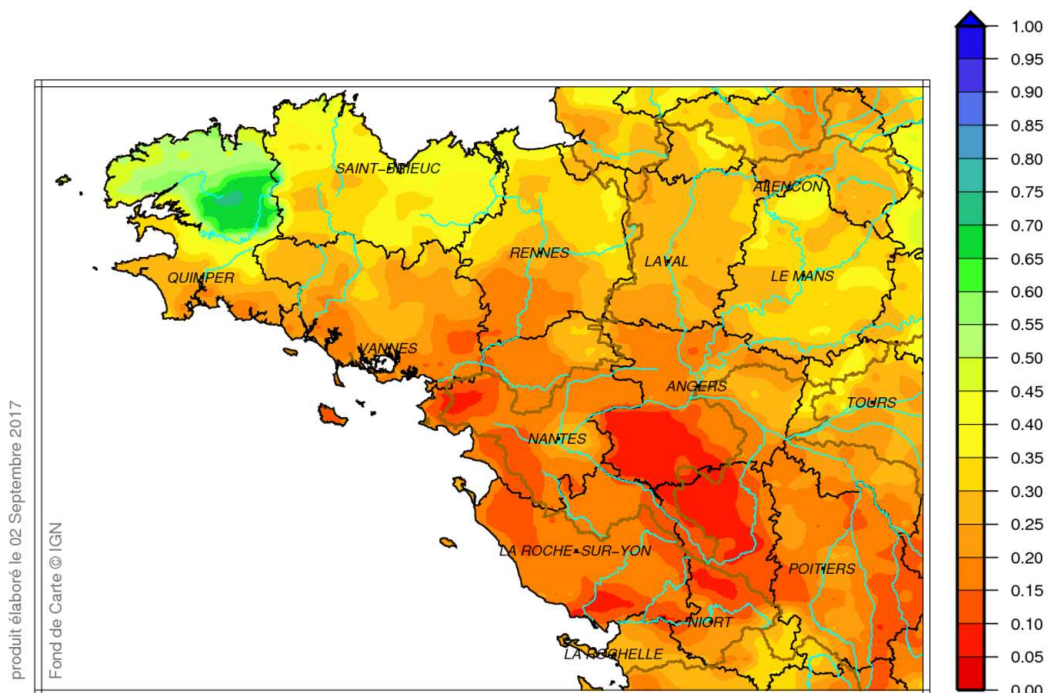 1.00
0.95
0.90
0.85
0.80
0.75
0.70
0.65
0.60
0.55
0.50
0.45
0.40
0.35
0.30
0.25
0.20
0.15
0.10
0.05
0.00
SAINT-BRIEUC
ALENCON
RENNES
LAVAL
QUIMPER
LE MANS
VANNES
ANGERS
TOURS
NANTES
LA ROCHE-SUR-YON
POITIERS
NIORT
LA ROCHELLE
produit élaboré le 02 Septembre 2017
Fond de Carte © IGN